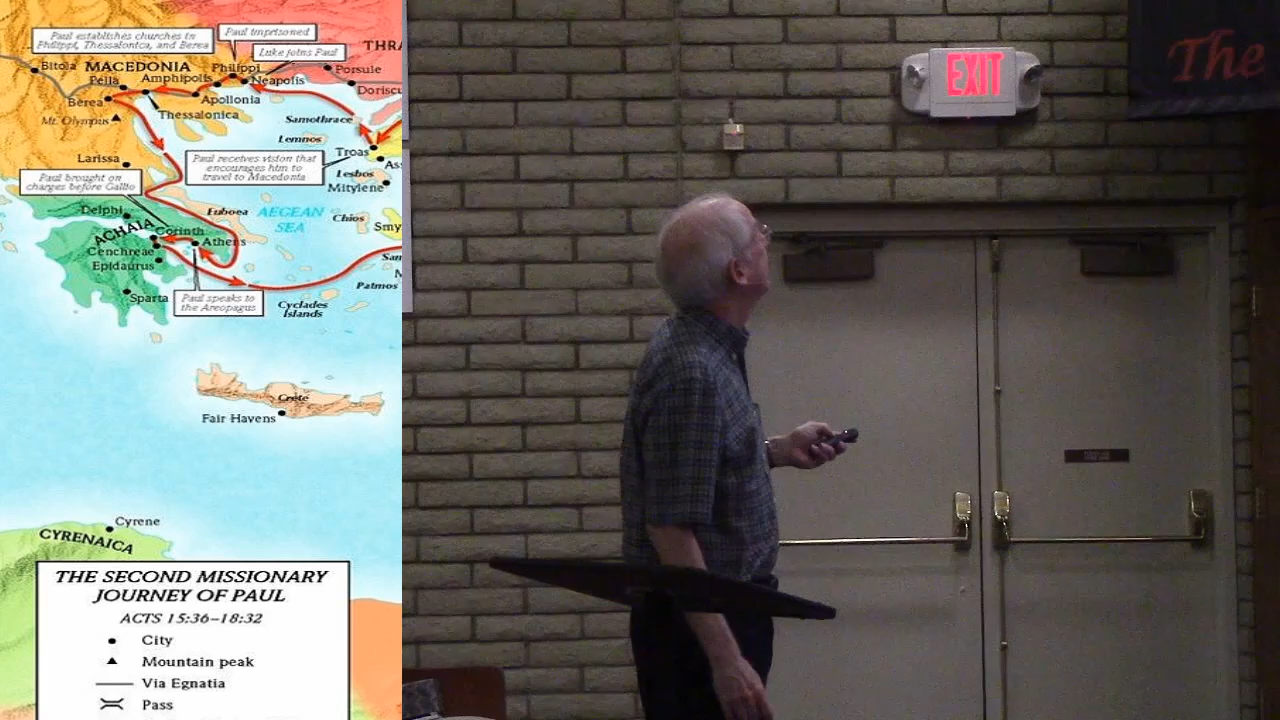 Paul establishes churches in
Philippi, Thessalonica, and Berea
Paul imprisoned
Luke joins Paul
THRA
Bitola
MACEDONIA
Philippi
Porsule
Pella
Amphipolis
Neapolis
Doriscu
Berea
Apollonia
Thessalonica
Mt. Olympus
Samothrace
Lemnos
Troas
Larissa
Paul receives vision that
encourages him to
travel to Macedonia
Ass
Lesbos
Mitylene
Paul brought on
charges before Gallio
Delphi
Euboea
AEGEAN
SEA
Chios
Smy
ACHAIA
Corinth
Athens
Cenchreae
Epidaurus
Sam
M
Patmos
Sparta
Paul speaks to
the Areopagus
Cyclades
Islands
Crete
Fair Havens
Cyrene
CYRENAICA
THE SECOND MISSIONARY
JOURNEY OF PAUL
ACTS 15:36–18:32
City
Mountain peak
Via Egnatia
Pass
EXIT
The